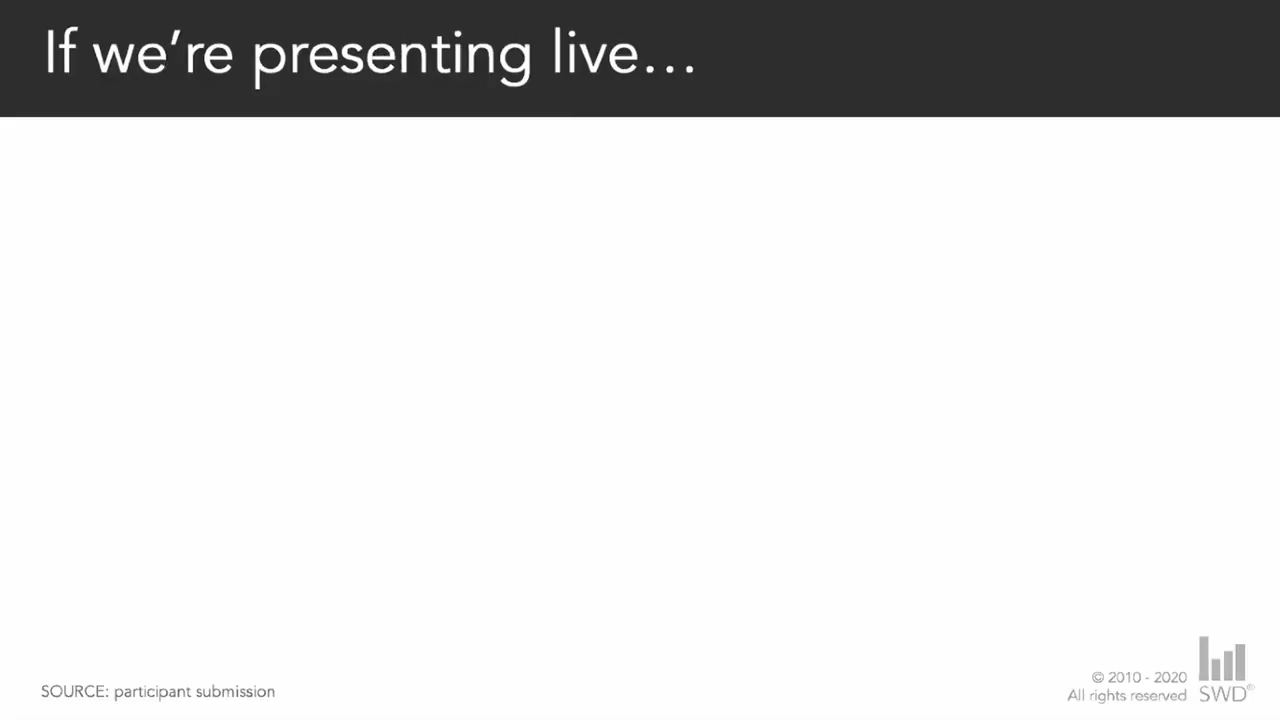 If we’re presenting live…
SOURCE: participant submission
© 2010 - 2020
All rights reserved
SWD®